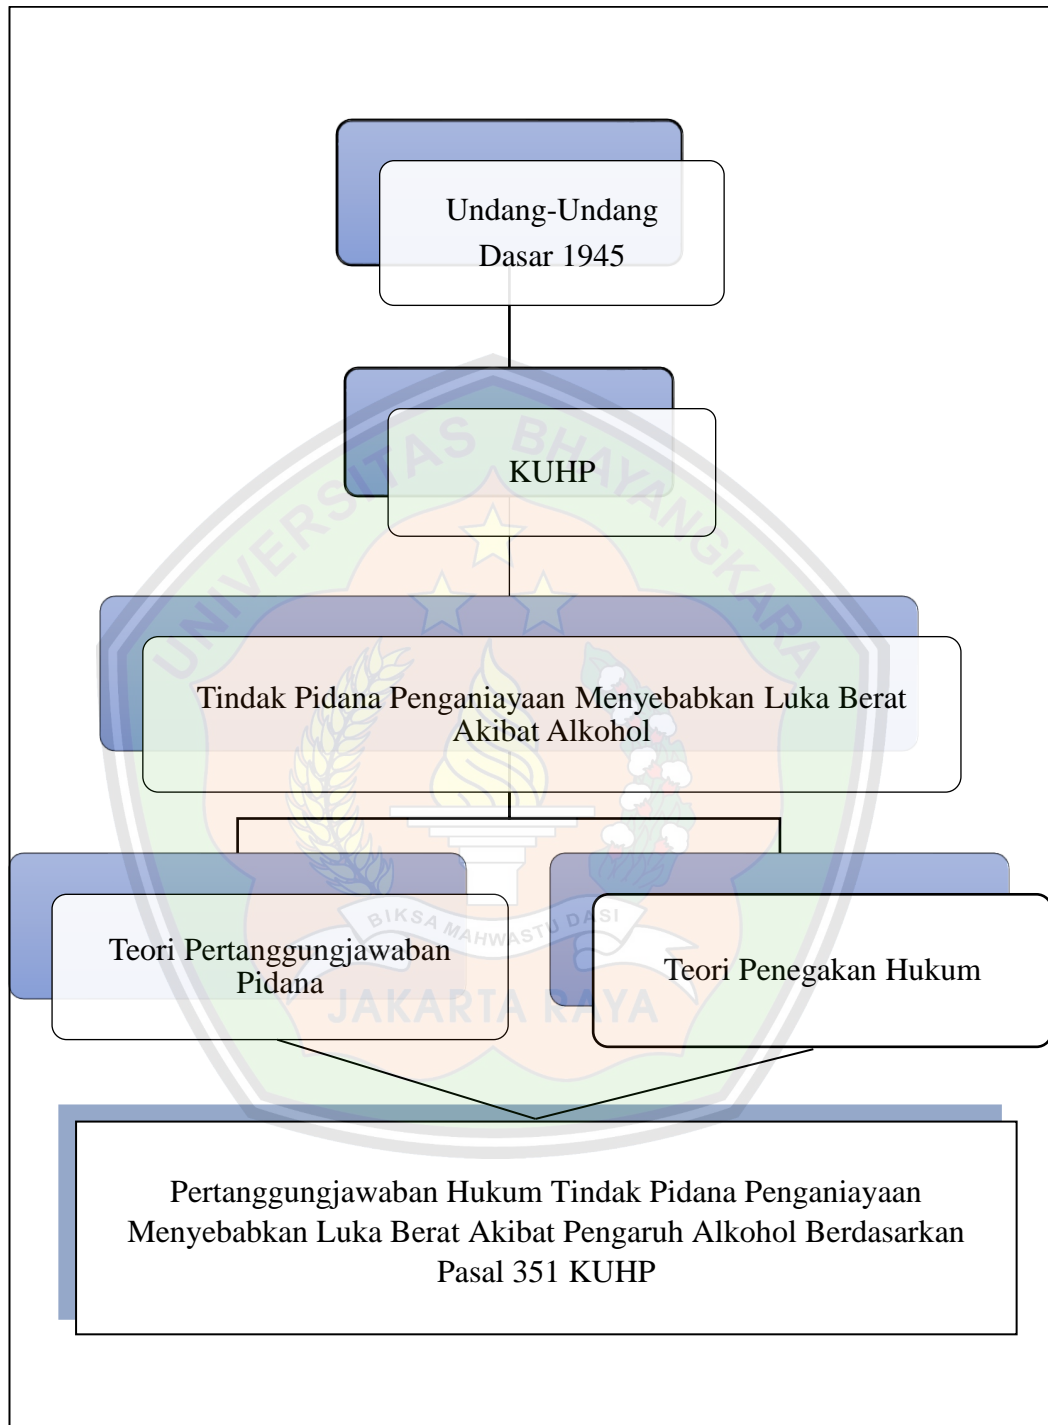 Undang-Undang
Dasar 1945
UNIVERSITAS BHAYANGKARA
KUHP
Tindak Pidana Penganiayaan Menyebabkan Luka Berat
Akibat Alkohol
BIKSA MAHWASTU DASI
Teori Pertanggungjawaban
Pidana
Teori Penegakan Hukum
JAKARTA RAYA
Pertanggungjawaban Hukum Tindak Pidana Penganiayaan
Menyebabkan Luka Berat Akibat Pengaruh Alkohol Berdasarkan
Pasal 351 KUHP